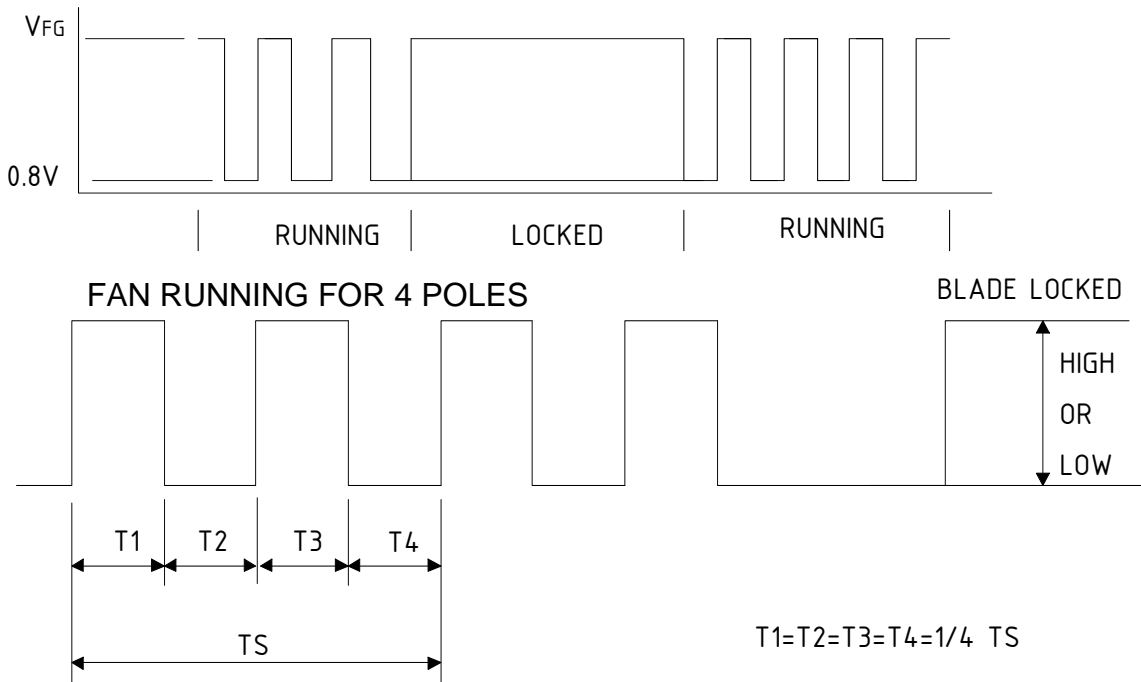 VFG
0.8V
RUNNING
LOCKED
RUNNING
FAN RUNNING FOR 4 POLES
BLADE LOCKED
HIGH
OR
LOW
T1
T2
T3
T4
TS
T1=T2=T3=T4=1/4 TS